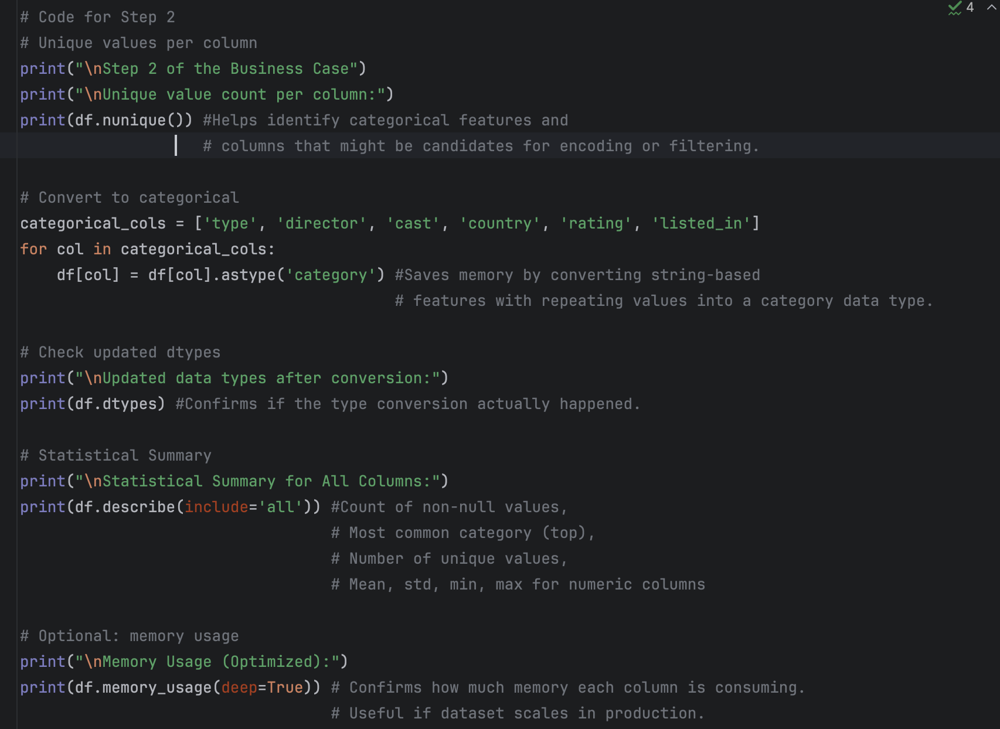 4
# Code for Step 2
# Unique values per column
print("\nStep 2 of the Business Case")
print("\nUnique value count per column:")
print(df.nunique()) #Helps identify categorical features and
# columns that might be candidates for encoding or filtering.
# Convert to categorical
categorical_cols = ['type', 'director', 'cast', 'country', 'rating', 'listed_in']
for col in categorical_cols:
    df[col] = df[col].astype('category') #Saves memory by converting string-based
# features with repeating values into a category data type.
# Check updated dtypes
print("\nUpdated data types after conversion:")
print(df.dtypes) #Confirms if the type conversion actually happened.
# Statistical Summary
print("\nStatistical Summary for All Columns:")
print(df.describe(include='all')) #Count of non-null values,
# Most common category (top),
# Number of unique values,
# Mean, std, min, max for numeric columns
# Optional: memory usage
print("\nMemory Usage (Optimized):")
print(df.memory_usage(deep=True)) # Confirms how much memory each column is consuming.
# Useful if dataset scales in production.